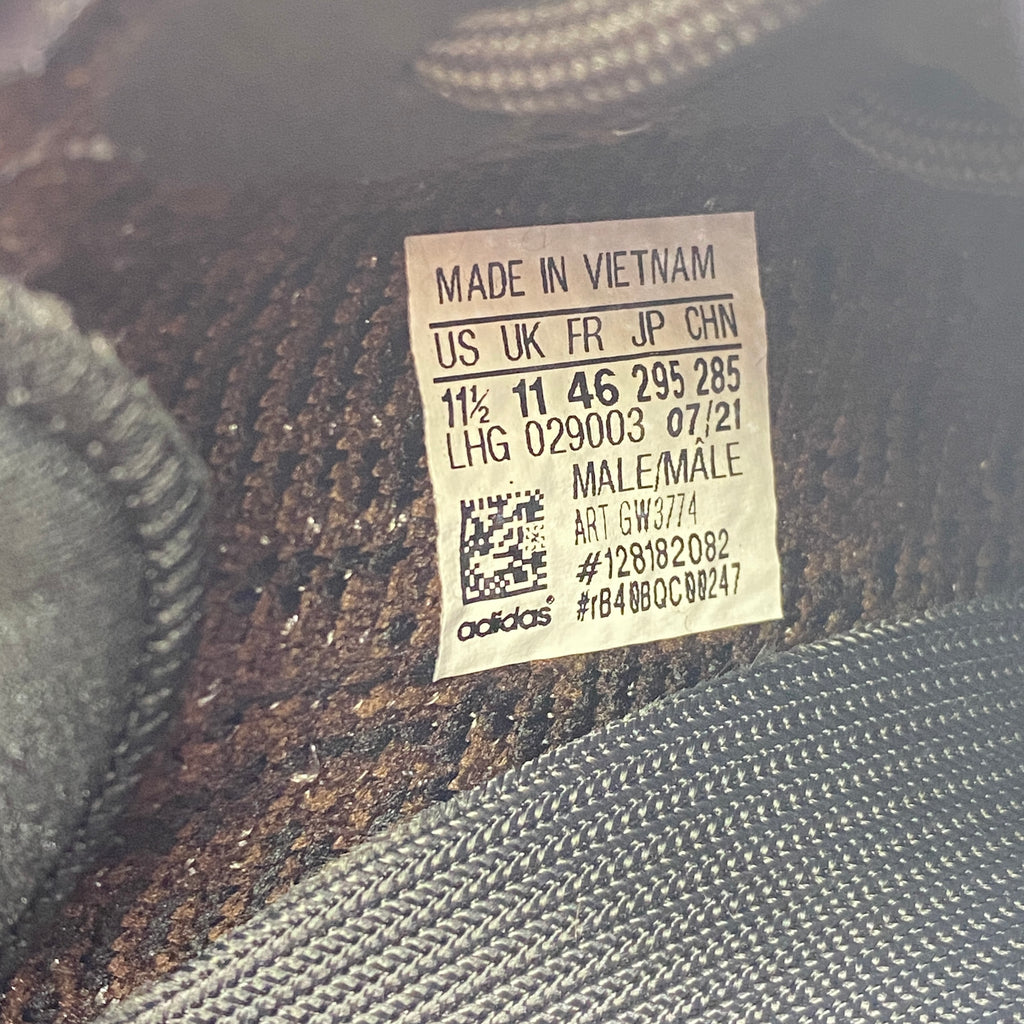 MADE IN VIETNAM
US UK FR JP CHN
11½ 11 46 295 285
LHG 029003 07/21
MALE/MÂLE
ART GW3774
#128182082
#rB40BQC00247
adidas